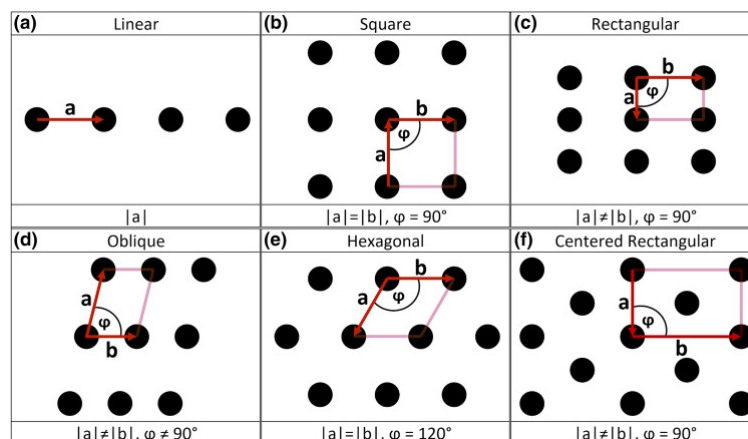 (a) Linear
(b) Square
(c) Rectangular
a
b
φ
a
b
φ
a
|a|
|a|=|b|, φ = 90°
|a|≠|b|, φ = 90°
(d) Oblique
(e) Hexagonal
(f) Centered Rectangular
a
φ
b
b
a
φ
a
φ
b
|a|≠|b|, φ ≠ 90°
|a|=|b|, φ = 120°
|a|≠|b|, φ = 90°